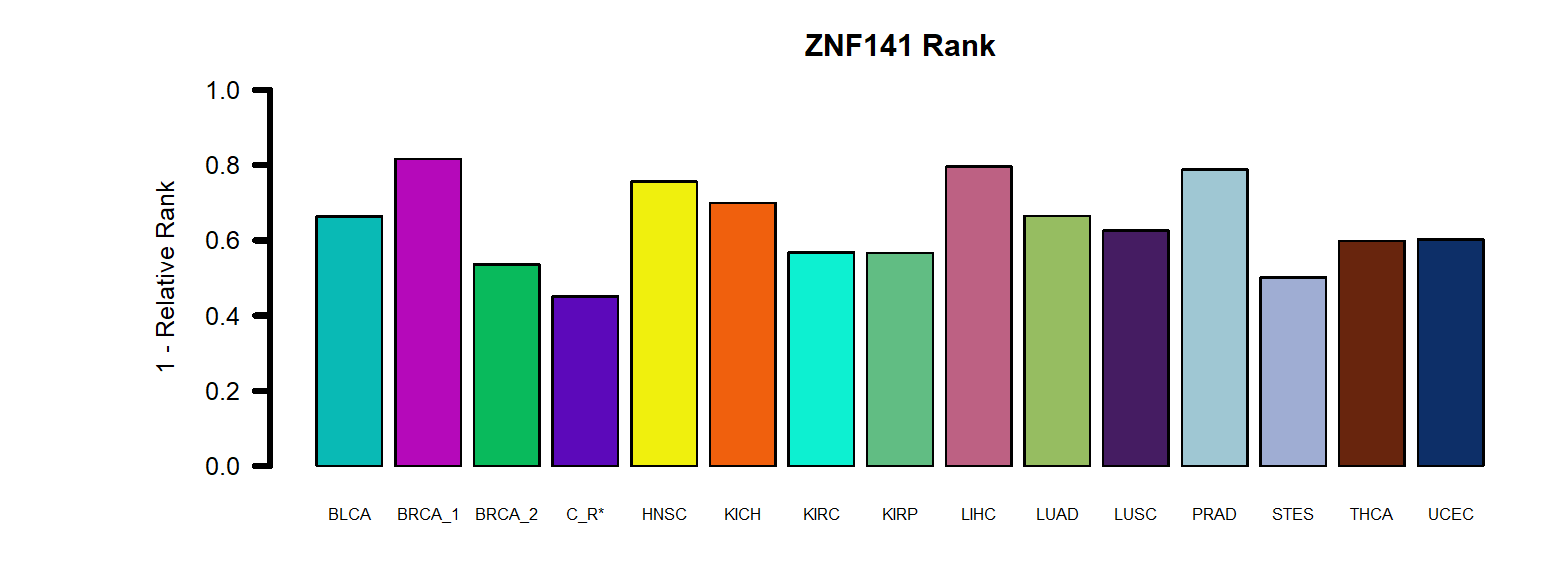 ZNF141 Rank
1 - Relative Rank
1.0
0.8
0.6
0.4
0.2
0.0
BLCA BRCA_1 BRCA_2 C_R* HNSC KICH KIRC KIRP LIHC LUAD LUSC PRAD STES THCA UCEC